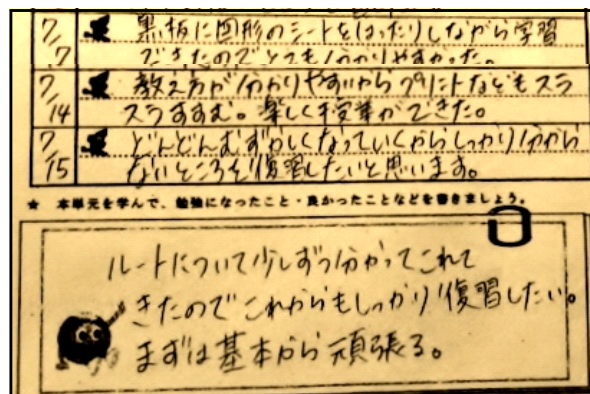 7/7 黒板に図形のシートをはったりしながら学習
できたのでとても分かりやすかった。
7/14 教え方が分かりやすいからプリントなどもスラ
スラすすむ。楽しく授業ができた。
7/15 どんどんむずかしくなっていくからしっかり分から
ないところを復習したいと思います。
★ 本単元を学んで、勉強になったこと・良かったことなどを書きましょう。
ルートについて少しずつ分かってこれて
きたのでこれからもしっかり復習したい。
まずは基本から頑張る。